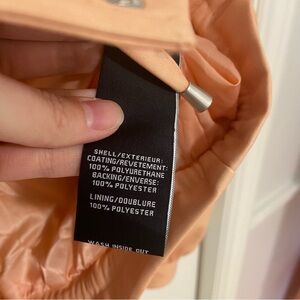 SHELL/EXTERIEUR:
COATING/REVETEMENT:
100% POLYURETHANE
BACKING/ENVERSE:
100% POLYESTER
LINING/DOUBLURE
100% POLYESTER
WASH INSIDE OUT